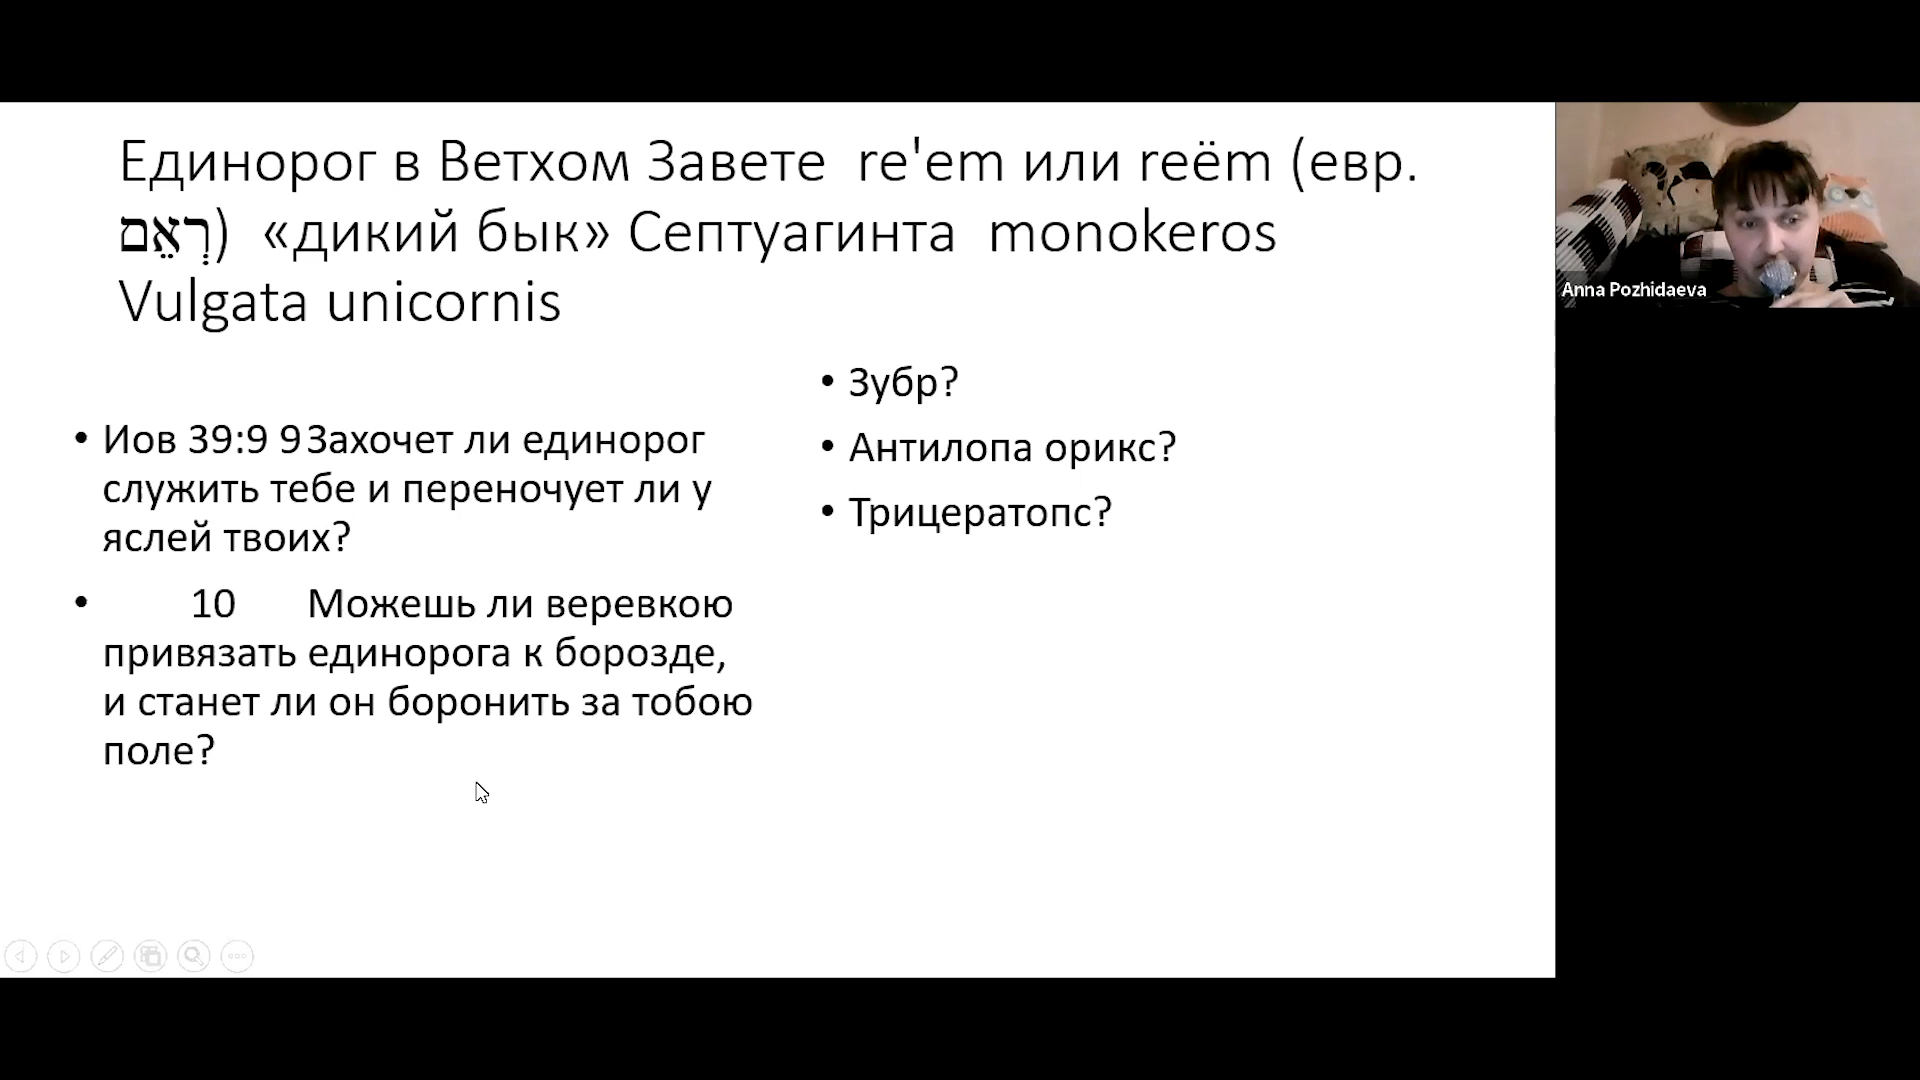 Единорог в Ветхом Завете  re'em или reëm (евр.
רְאֵם)  «дикий бык» Септуагинта  monokeros
Vulgata unicornis
• Иов 39:9 9 Захочет ли единорог
служить тебе и переночует ли у
яслей твоих?
• 10 Можешь ли веревкою
привязать единорога к борозде,
и станет ли он боронить за тобою
поле?
• Зубр?
• Антилопа орикс?
• Трицератопс?
Anna Pozhidaeva